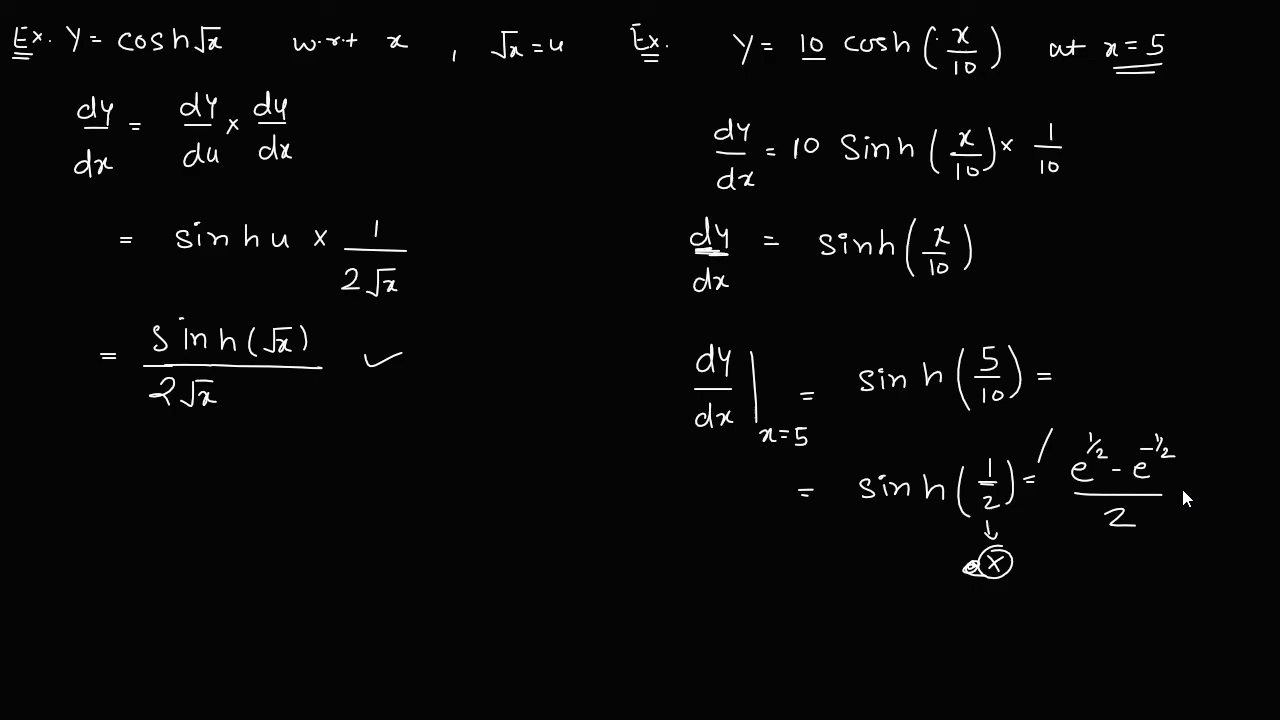 Ex. Y = cosh√x w.r.t x , √x = u
dy/dx = dy/du × du/dx
= sinh u × 1/2√x
= sinh(√x)/2√x ✓
Ex. Y = 10 cosh(x/10) at x = 5
dy/dx = 10 sinh(x/10) × 1/10
dy/dx = sinh(x/10)
dy/dx|x=5 = sinh(5/10) =
= sinh(1/2) = / e^1/2 - e^-1/2 / 2
↓
x